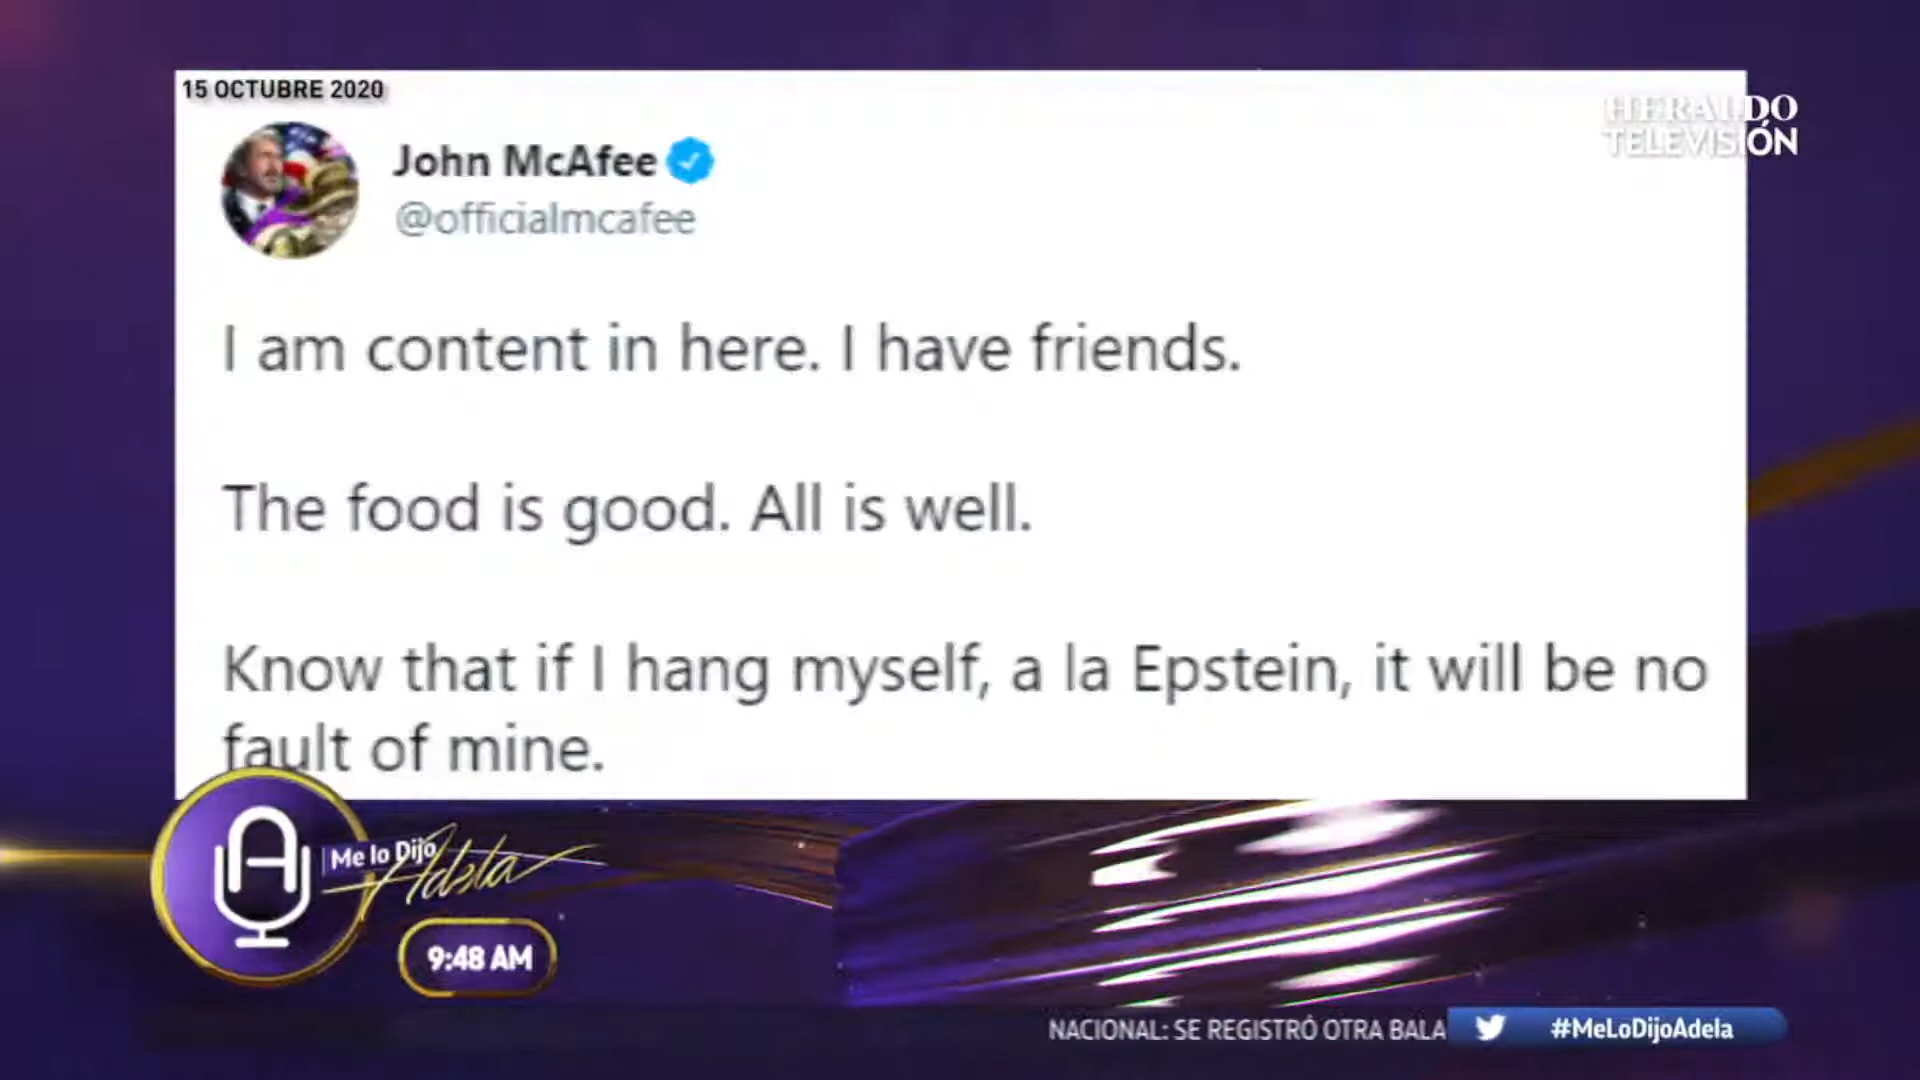 15 OCTUBRE 2020
HERALDO
TELEVISIÓN
John McAfee
@officialmcafee
I am content in here. I have friends.
The food is good. All is well.
Know that if I hang myself, a la Epstein, it will be no
fault of mine.
Me lo Dijo
Adela
9:48 AM
NACIONAL: SE REGISTRÓ OTRA BALA
#MeLoDijoAdela